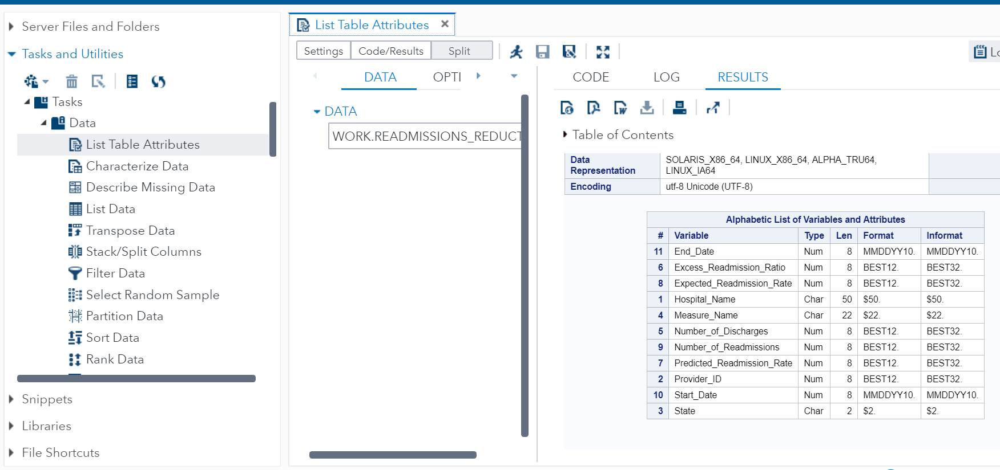 Server Files and Folders
Tasks and Utilities
Tasks
Data
List Table Attributes
Characterize Data
Describe Missing Data
List Data
Transpose Data
Stack/Split Columns
Filter Data
Select Random Sample
Partition Data
Sort Data
Rank Data
Snippets
Libraries
File Shortcuts
List Table Attributes
Settings Code/Results Split
DATA OPTI
DATA
WORK.READMISSIONS_REDUCT
CODE LOG RESULTS
Table of Contents
Data Representation SOLARIS_X86_64, LINUX_X86_64, ALPHA_TRU64,
LINUX_IA64
Encoding utf-8 Unicode (UTF-8)
Alphabetic List of Variables and Attributes
# Variable Type Len Format Informat
11 End_Date Num 8 MMDDYY10. MMDDYY10.
6 Excess_Readmission_Ratio Num 8 BEST12. BEST32.
8 Expected_Readmission_Rate Num 8 BEST12. BEST32.
1 Hospital_Name Char 50 $50. $50.
4 Measure_Name Char 22 $22. $22.
5 Number_of_Discharges Num 8 BEST12. BEST32.
9 Number_of_Readmissions Num 8 BEST12. BEST32.
7 Predicted_Readmission_Rate Num 8 BEST12. BEST32.
2 Provider_ID Num 8 BEST12. BEST32.
10 Start_Date Num 8 MMDDYY10. MMDDYY10.
3 State Char 2 $2. $2.